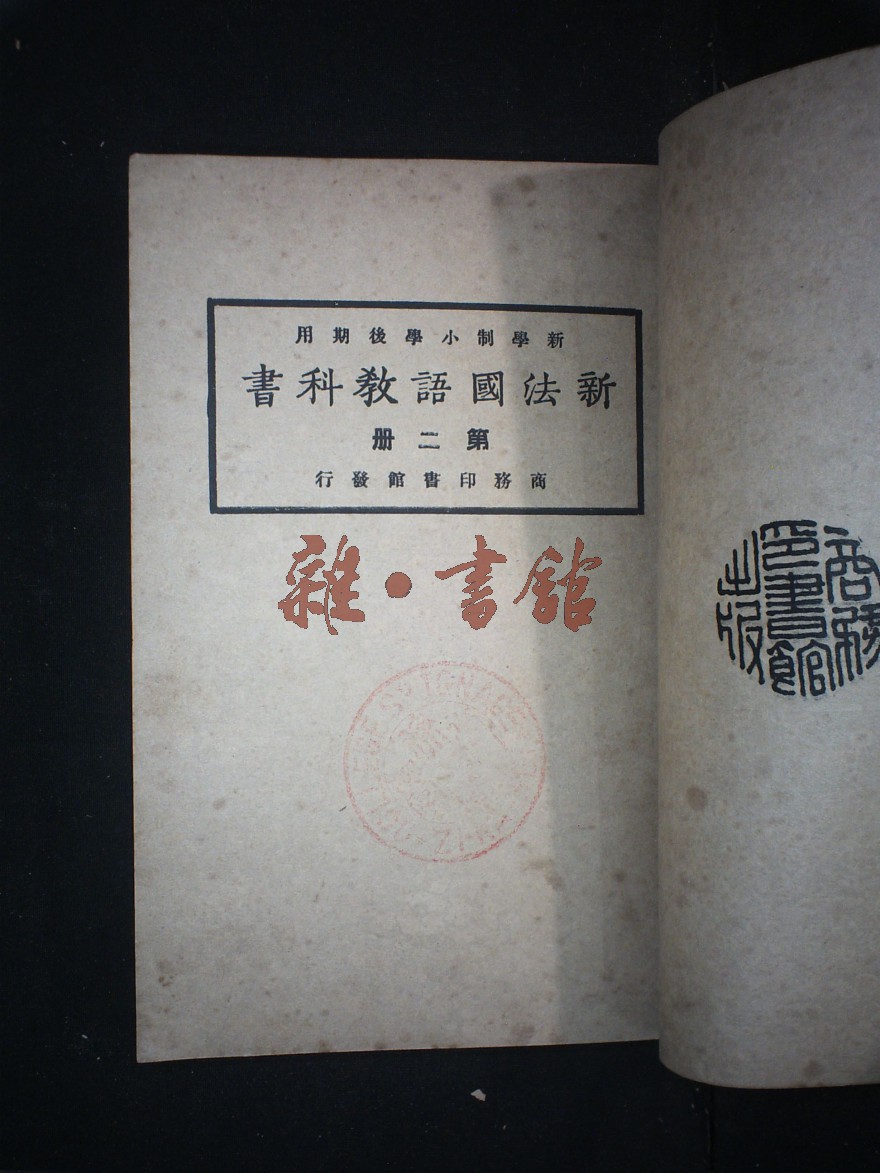 新學制小學後期用
新法國語教科書
第二册
商務印書館發行
雜·書館
商務
印書館
出版